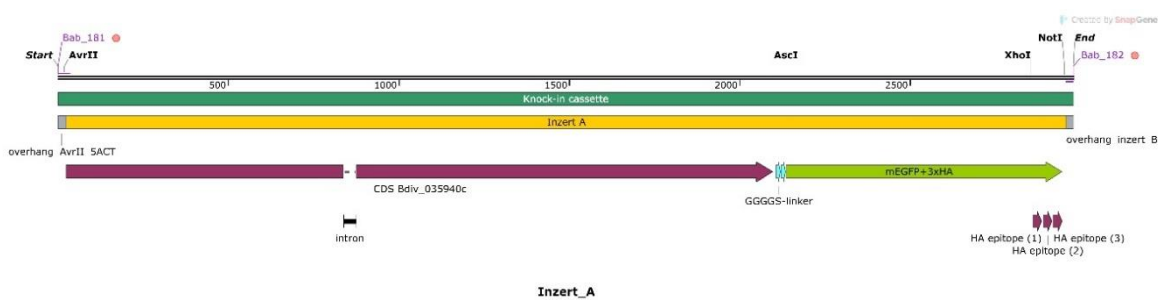 Created by SnapGene
Bab_181
NotI End
Start AvrII AscI XhoI Bab_182
500 1000 1500 2000 2500
Knock-in cassette
Inzert A
overhang AvrII 5ACT overhang inzert B
mEGFP+3xHA
CDS Bdiv_035940c
GGGGS-linker
intron HA epitope (1) HA epitope (3)
HA epitope (2)
Inzert_A